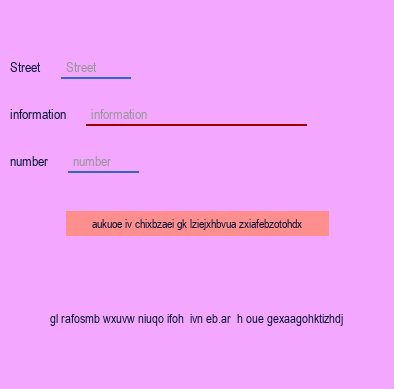 Street Street
information information
number number
aukuoe iv chixbzaei gk lziejxhbvua zxiafebzotohdx
gl rafosmb wxuvw niuqo ifoh ivn eb.ar h oue gexaagohktizhdj